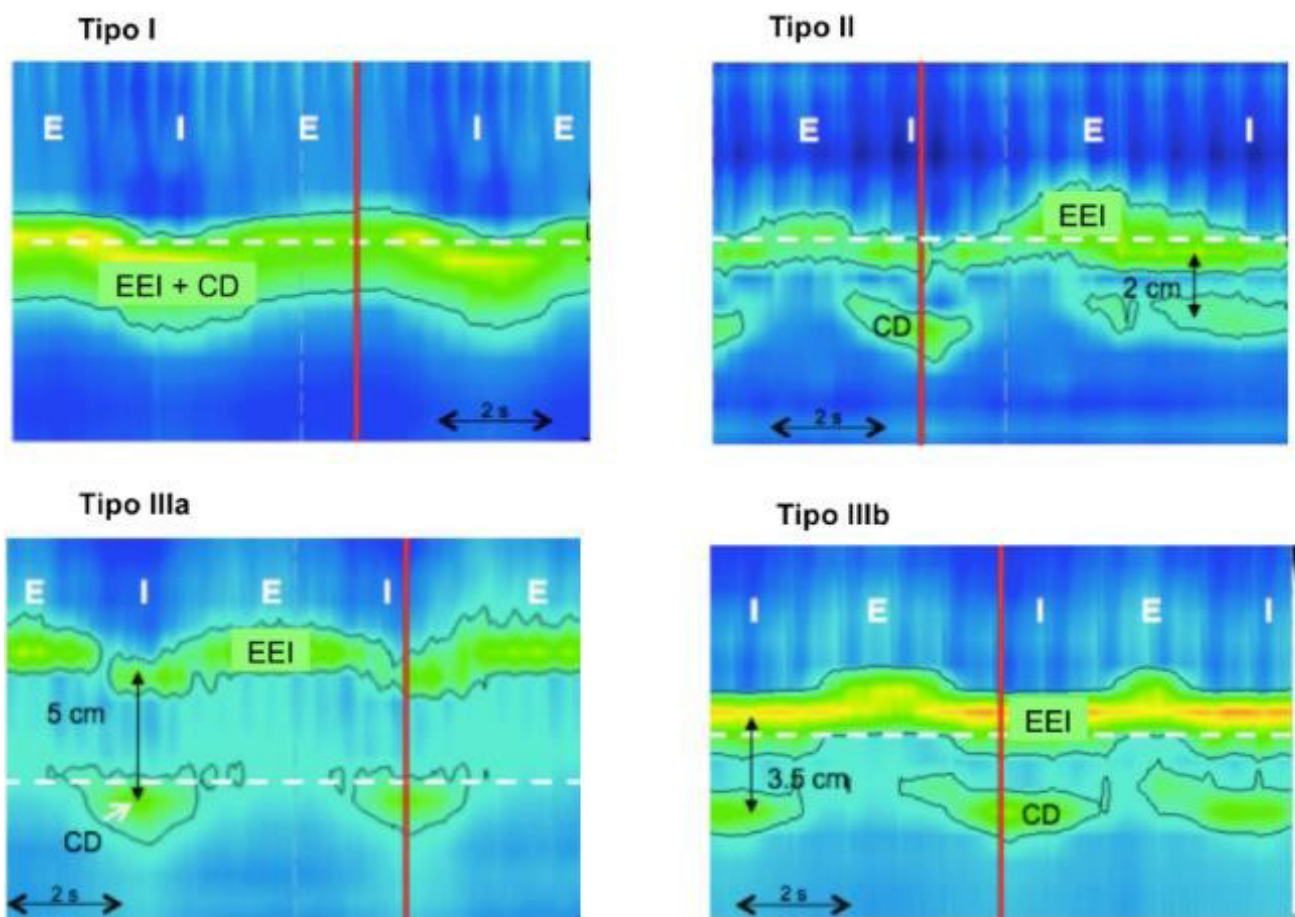 Tipo I
E I E I E
EEI + CD
2 s
Tipo II
E I E I
EEI
2 cm
CD
2 s
Tipo IIIa
E I E I E
EEI
5 cm
CD
2 s
Tipo IIIb
I E I E I
EEI
3.5 cm
CD
2 s